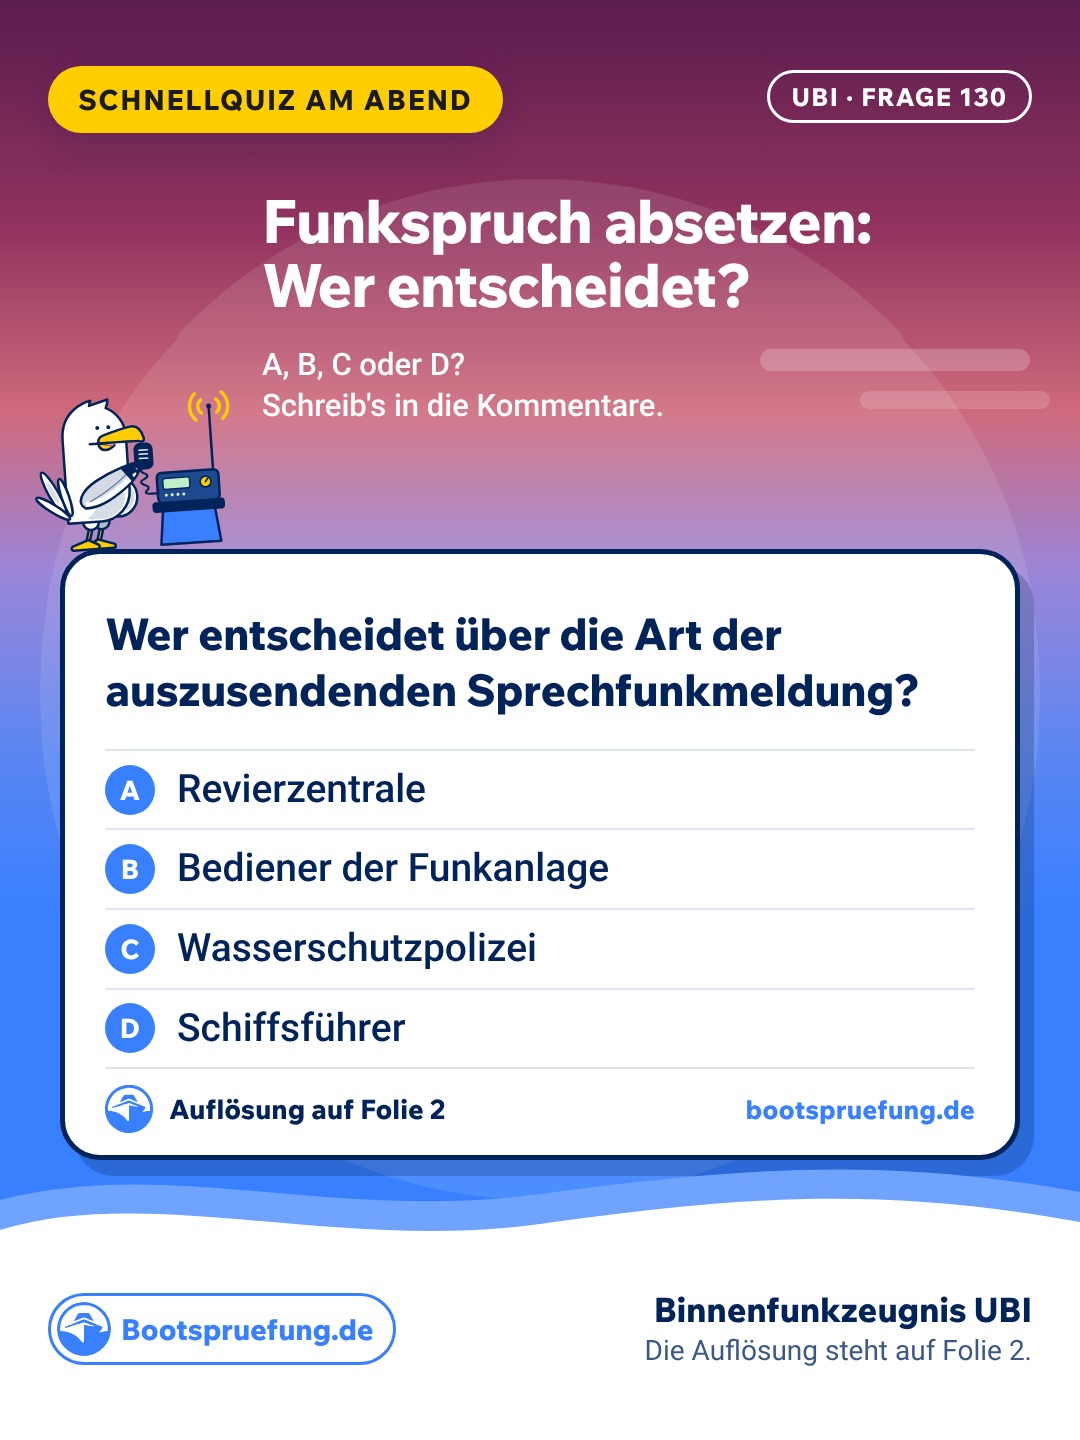 SCHNELLQUIZ AM ABEND
UBI · FRAGE 130
Funkspruch absetzen:
Wer entscheidet?
A, B, C oder D?
Schreib's in die Kommentare.
Wer entscheidet über die Art der
auszusendenden Sprechfunkmeldung?
A Revierzentrale
B Bediener der Funkanlage
C Wasserschutzpolizei
D Schiffsführer
Auflösung auf Folie 2
bootspruefung.de
Bootspruefung.de
Binnenfunkzeugnis UBI
Die Auflösung steht auf Folie 2.